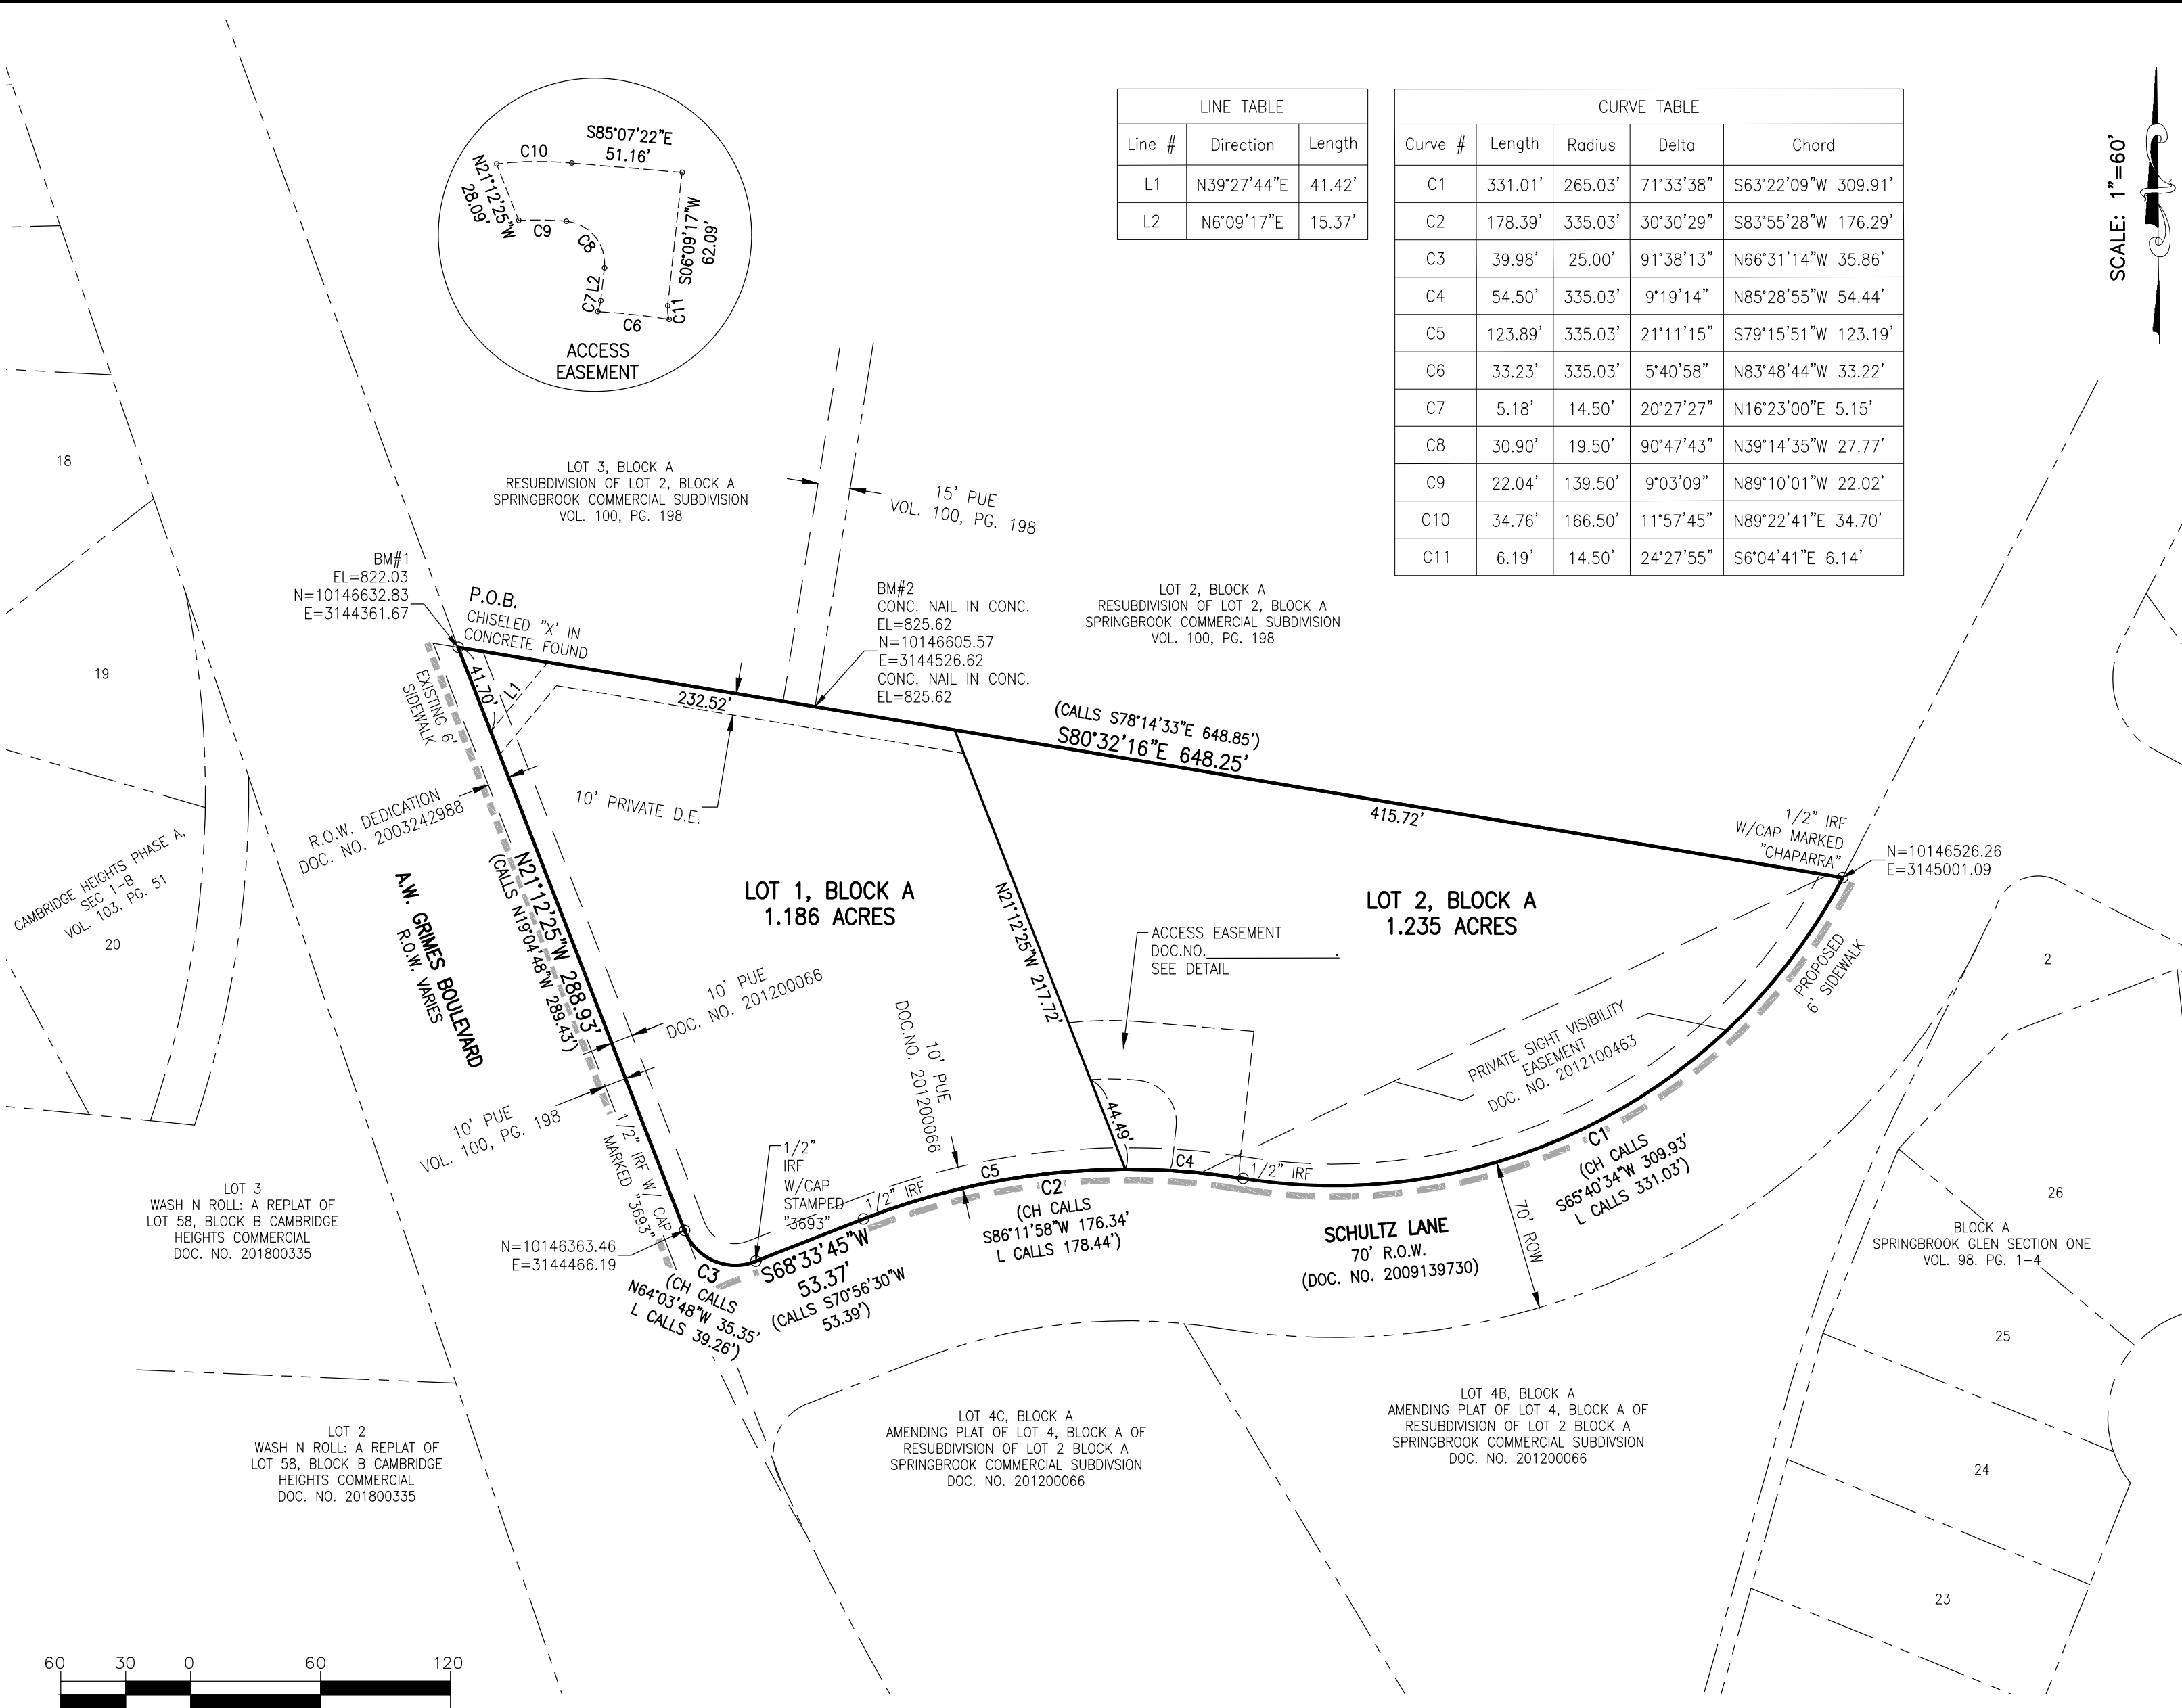 S85°07'22"E
51.16'
C10
N21°12'25"W
28.09'
C9
C8
S06°09'17"W
62.09'
L2
C7
C6
C11
ACCESS
EASEMENT
LINE TABLE
Line # Direction Length
L1 N39°27'44"E 41.42'
L2 N6°09'17"E 15.37'
CURVE TABLE
Curve # Length Radius Delta Chord
C1 331.01' 265.03' 71°33'38" S63°22'09"W 309.91'
C2 178.39' 335.03' 30°30'29" S83°55'28"W 176.29'
C3 39.98' 25.00' 91°38'13" N66°31'14"W 35.86'
C4 54.50' 335.03' 9°19'14" N85°28'55"W 54.44'
C5 123.89' 335.03' 21°11'15" S79°15'51"W 123.19'
C6 33.23' 335.03' 5°40'58" N83°48'44"W 33.22'
C7 5.18' 14.50' 20°27'27" N16°23'00"E 5.15'
C8 30.90' 19.50' 90°47'43" N39°14'35"W 27.77'
C9 22.04' 139.50' 9°03'09" N89°10'01"W 22.02'
C10 34.76' 166.50' 11°57'45" N89°22'41"E 34.70'
C11 6.19' 14.50' 24°27'55" S6°04'41"E 6.14'
SCALE: 1"=60'
18
19
20
LOT 3, BLOCK A
RESUBDIVISION OF LOT 2, BLOCK A
SPRINGBROOK COMMERCIAL SUBDIVISION
VOL. 100, PG. 198
15' PUE
VOL. 100, PG. 198
BM#1
EL=822.03
N=10146632.83
E=3144361.67
P.O.B.
CHISELED "X' IN
CONCRETE FOUND
BM#2
CONC. NAIL IN CONC.
EL=825.62
N=10146605.57
E=3144526.62
CONC. NAIL IN CONC.
EL=825.62
LOT 2, BLOCK A
RESUBDIVISION OF LOT 2, BLOCK A
SPRINGBROOK COMMERCIAL SUBDIVISION
VOL. 100, PG. 198
EXISTING 6'
SIDEWALK
41.70'
L1
232.52'
(CALLS S78°14'33"E 648.85')
S80°32'16"E 648.25'
415.72'
10' PRIVATE D.E.
1/2" IRF
W/CAP MARKED
"CHAPARRA"
N=10146526.26
E=3145001.09
R.O.W. DEDICATION
DOC. NO. 2003242988
CAMBRIDGE HEIGHTS PHASE A,
SEC 1-B
VOL. 103, PG. 51
A.W. GRIMES BOULEVARD
R.O.W. VARIES
N21°12'25"W 288.93'
(CALLS N19°04'48"W 289.43')
LOT 1, BLOCK A
1.186 ACRES
LOT 2, BLOCK A
1.235 ACRES
N21°12'25"W 217.72'
ACCESS EASEMENT
DOC.NO.______________.
SEE DETAIL
10' PUE
DOC. NO. 201200066
10' PUE
DOC.NO. 201200066
PRIVATE SIGHT VISIBILITY
EASEMENT
DOC. NO. 2012100463
PROPOSED
6' SIDEWALK
10' PUE
VOL. 100, PG. 198
1/2" IRF W/ CAP
MARKED "3693"
1/2"
IRF
W/CAP
STAMPED
"3693"
1/2" IRF
44.49'
C5
C4
1/2" IRF
C2
(CH CALLS
S86°11'58"W 176.34'
L CALLS 178.44')
C1
(CH CALLS
S65°40'34"W 309.93'
L CALLS 331.03')
70' ROW
SCHULTZ LANE
70' R.O.W.
(DOC. NO. 2009139730)
N=10146363.46
E=3144466.19
C3
(CH CALLS
N64°03'48"W 35.35'
L CALLS 39.26')
S68°33'45"W
53.37'
(CALLS S70°56'30"W
53.39')
LOT 3
WASH N ROLL: A REPLAT OF
LOT 58, BLOCK B CAMBRIDGE
HEIGHTS COMMERCIAL
DOC. NO. 201800335
LOT 2
WASH N ROLL: A REPLAT OF
LOT 58, BLOCK B CAMBRIDGE
HEIGHTS COMMERCIAL
DOC. NO. 201800335
LOT 4C, BLOCK A
AMENDING PLAT OF LOT 4, BLOCK A OF
RESUBDIVISION OF LOT 2 BLOCK A
SPRINGBROOK COMMERCIAL SUBDIVSION
DOC. NO. 201200066
LOT 4B, BLOCK A
AMENDING PLAT OF LOT 4, BLOCK A OF
RESUBDIVISION OF LOT 2 BLOCK A
SPRINGBROOK COMMERCIAL SUBDIVSION
DOC. NO. 201200066
2
26
BLOCK A
SPRINGBROOK GLEN SECTION ONE
VOL. 98. PG. 1-4
25
24
23
60 30 0 60 120